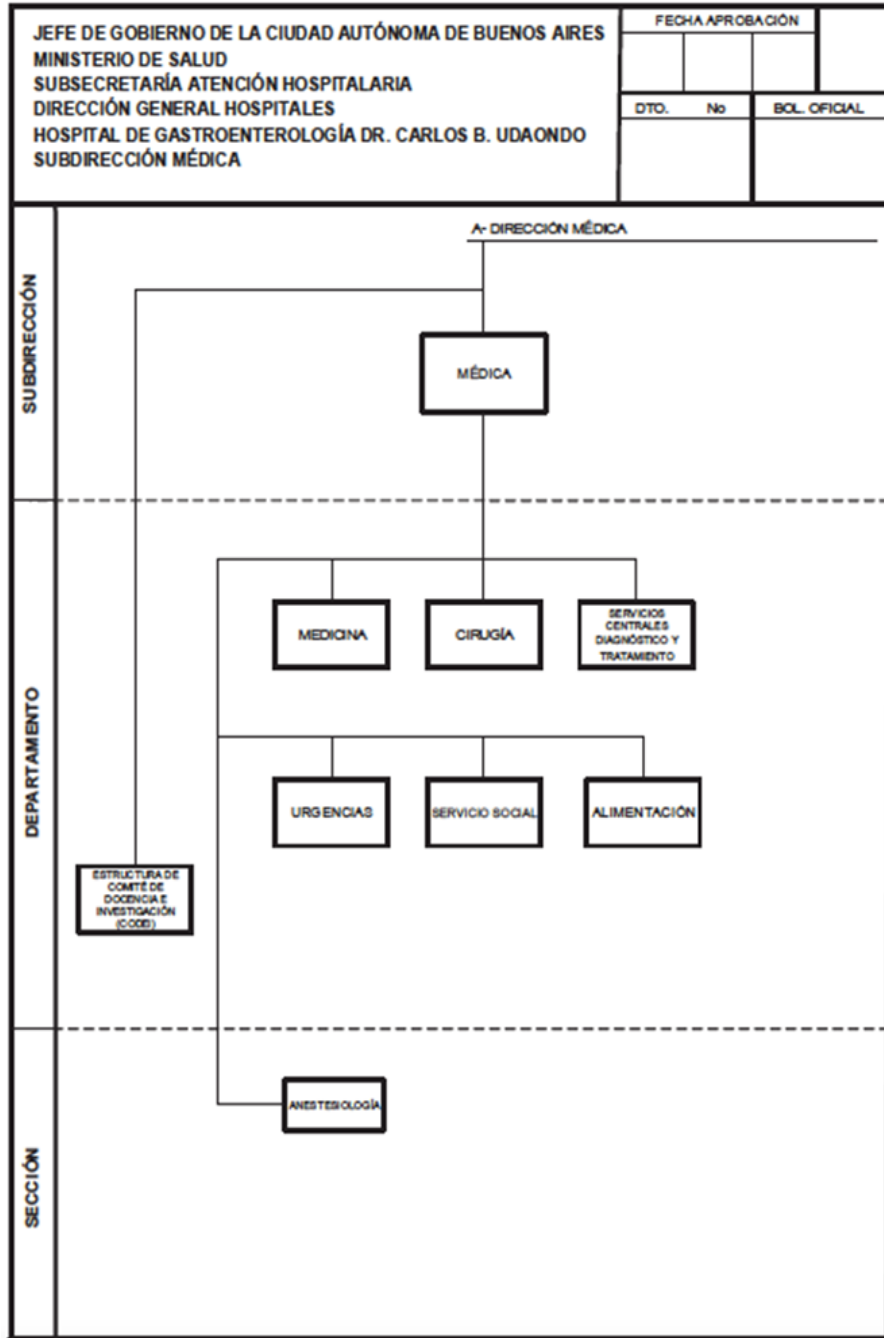 JEFE DE GOBIERNO DE LA CIUDAD AUTÓNOMA DE BUENOS AIRES
MINISTERIO DE SALUD
SUBSECRETARÍA ATENCIÓN HOSPITALARIA
DIRECCIÓN GENERAL HOSPITALES
HOSPITAL DE GASTROENTEROLOGÍA DR. CARLOS B. UDAONDO
SUBDIRECCIÓN MÉDICA
FECHA APROBACIÓN
DTO. No BOL. OFICIAL
SUBDIRECCIÓN
A- DIRECCIÓN MÉDICA
MÉDICA
DEPARTAMENTO
MEDICINA
CIRUGÍA
SERVICIOS
CENTRALES
DIAGNÓSTICO Y
TRATAMIENTO
URGENCIAS
SERVICIO SOCIAL
ALIMENTACIÓN
ESTRUCTURA DE
COMITÉ DE
DOCENCIA E
INVESTIGACIÓN
(CODEI)
SECCIÓN
ANESTESIOLOGÍA